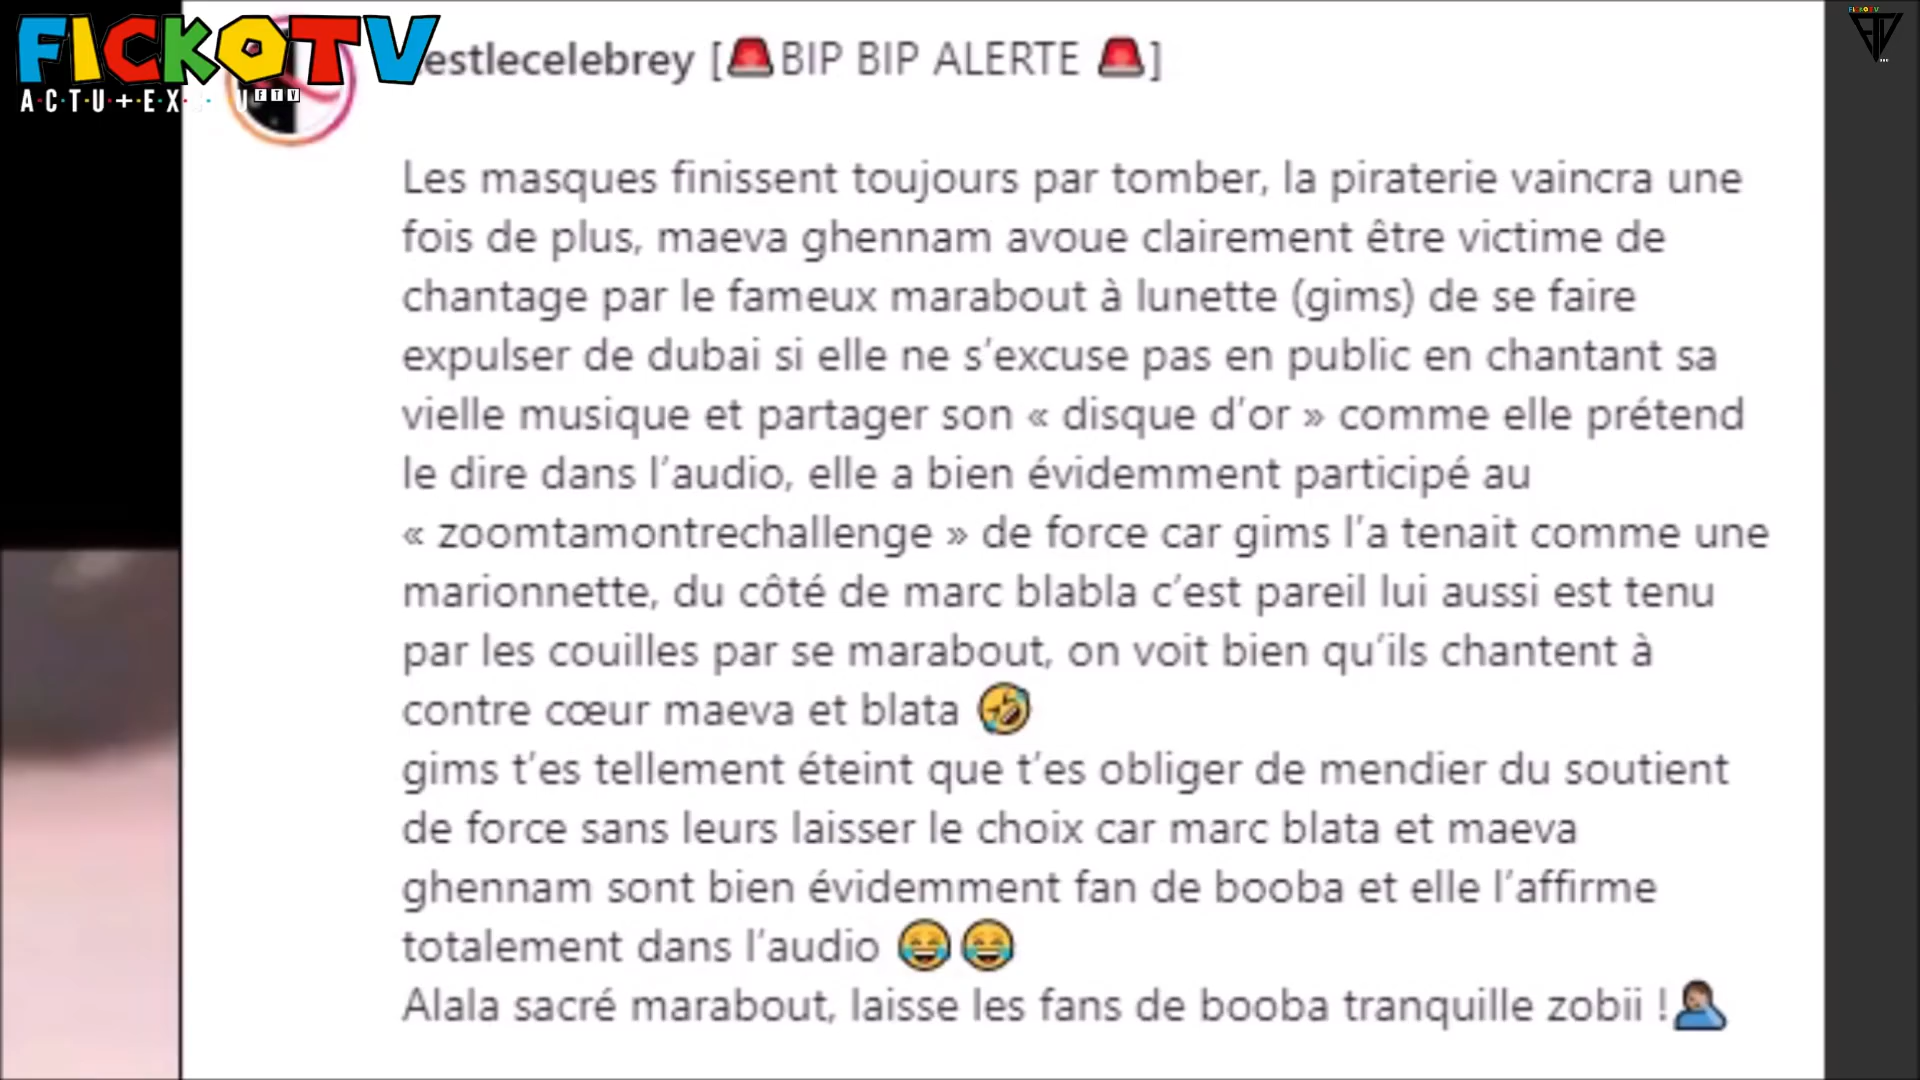 FICKOTV
ACTU+EX
FTV
estlecelebrey [🚨BIP BIP ALERTE 🚨]
Les masques finissent toujours par tomber, la piraterie vaincra une
fois de plus, maeva ghennam avoue clairement être victime de
chantage par le fameux marabout à lunette (gims) de se faire
expulser de dubai si elle ne s’excuse pas en public en chantant sa
vielle musique et partager son « disque d’or » comme elle prétend
le dire dans l’audio, elle a bien évidemment participé au
« zoomtamontrechallenge » de force car gims l’a tenait comme une
marionnette, du côté de marc blabla c’est pareil lui aussi est tenu
par les couilles par se marabout, on voit bien qu’ils chantent à
contre cœur maeva et blata 🤣
gims t’es tellement éteint que t’es obliger de mendier du soutient
de force sans leurs laisser le choix car marc blata et maeva
ghennam sont bien évidemment fan de booba et elle l’affirme
totalement dans l’audio 😂😂
Alala sacré marabout, laisse les fans de booba tranquille zobii !🤦🏽‍♂️
FICKOTV
FTV